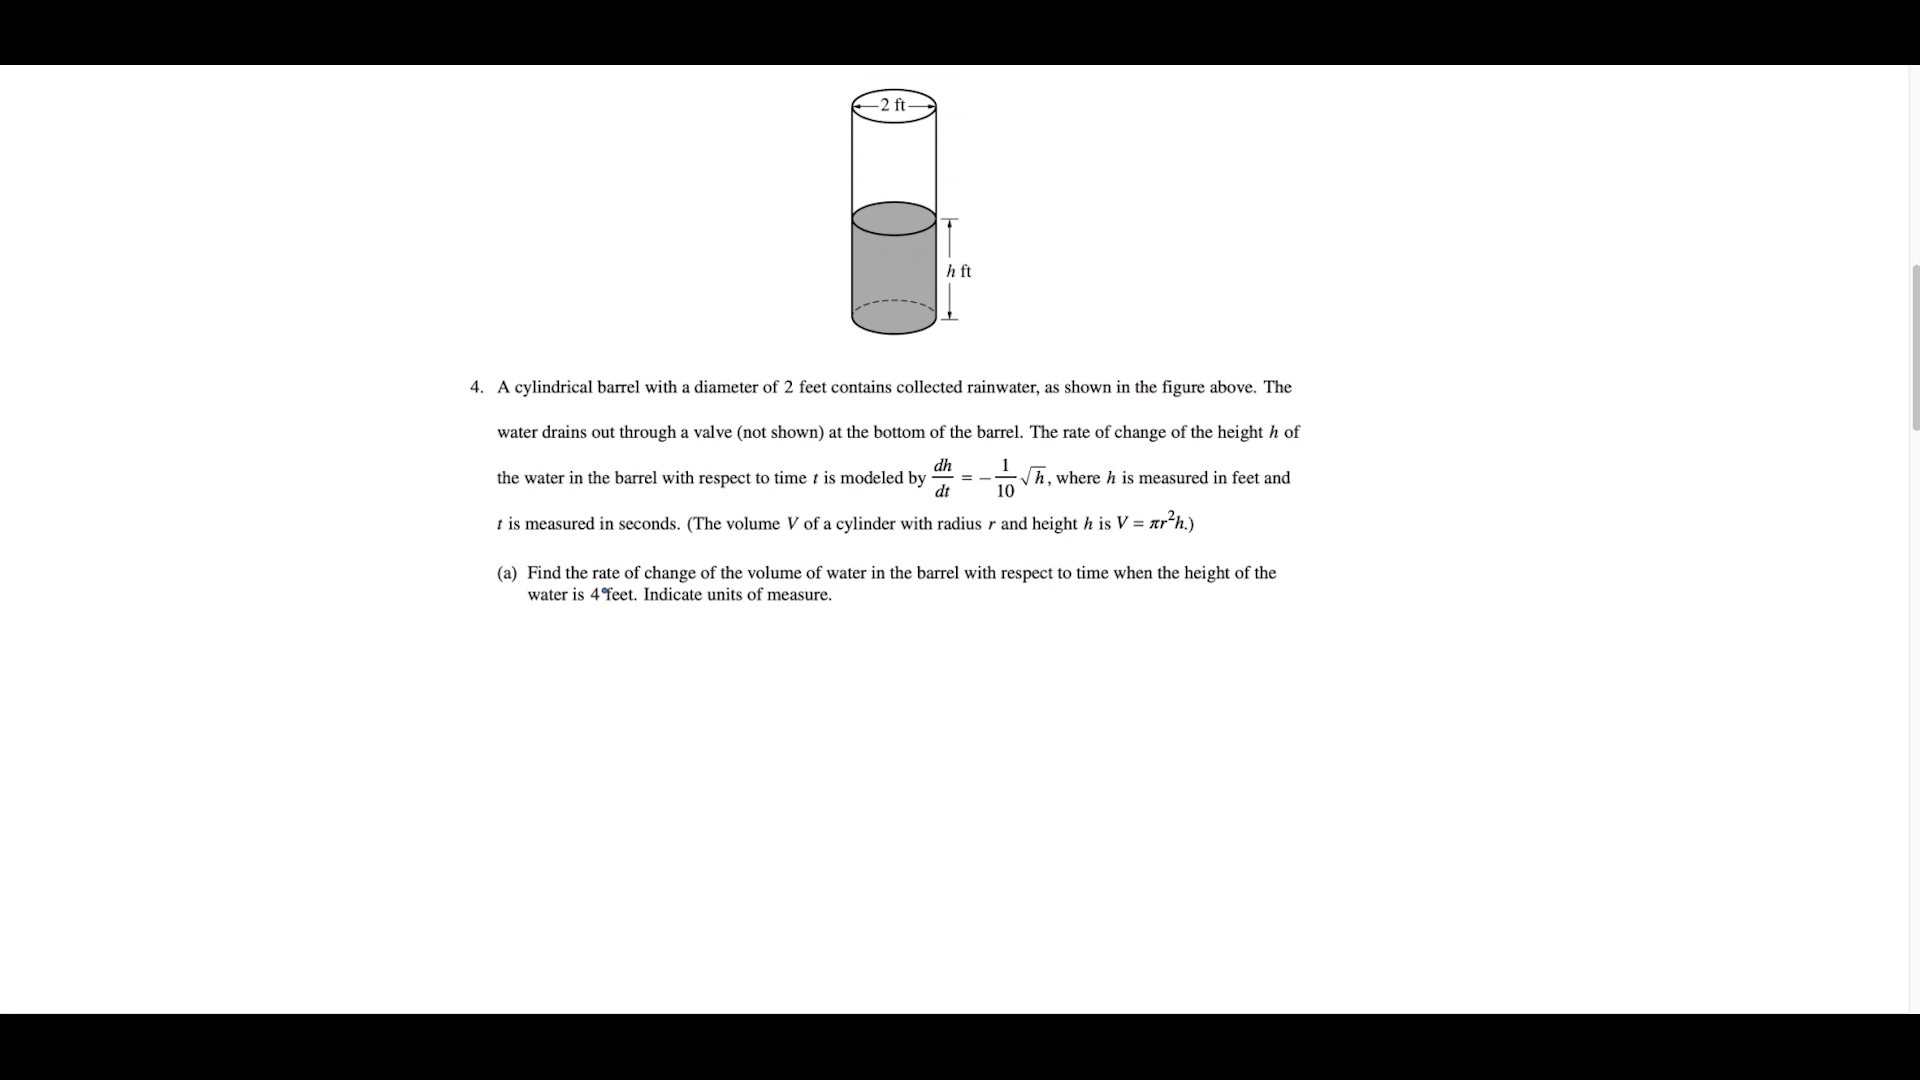 2 ft
h ft
4. A cylindrical barrel with a diameter of 2 feet contains collected rainwater, as shown in the figure above. The
water drains out through a valve (not shown) at the bottom of the barrel. The rate of change of the height h of
the water in the barrel with respect to time t is modeled by dh/dt = −1/10 √h, where h is measured in feet and
t is measured in seconds. (The volume V of a cylinder with radius r and height h is V = πr²h.)
(a) Find the rate of change of the volume of water in the barrel with respect to time when the height of the
water is 4 feet. Indicate units of measure.